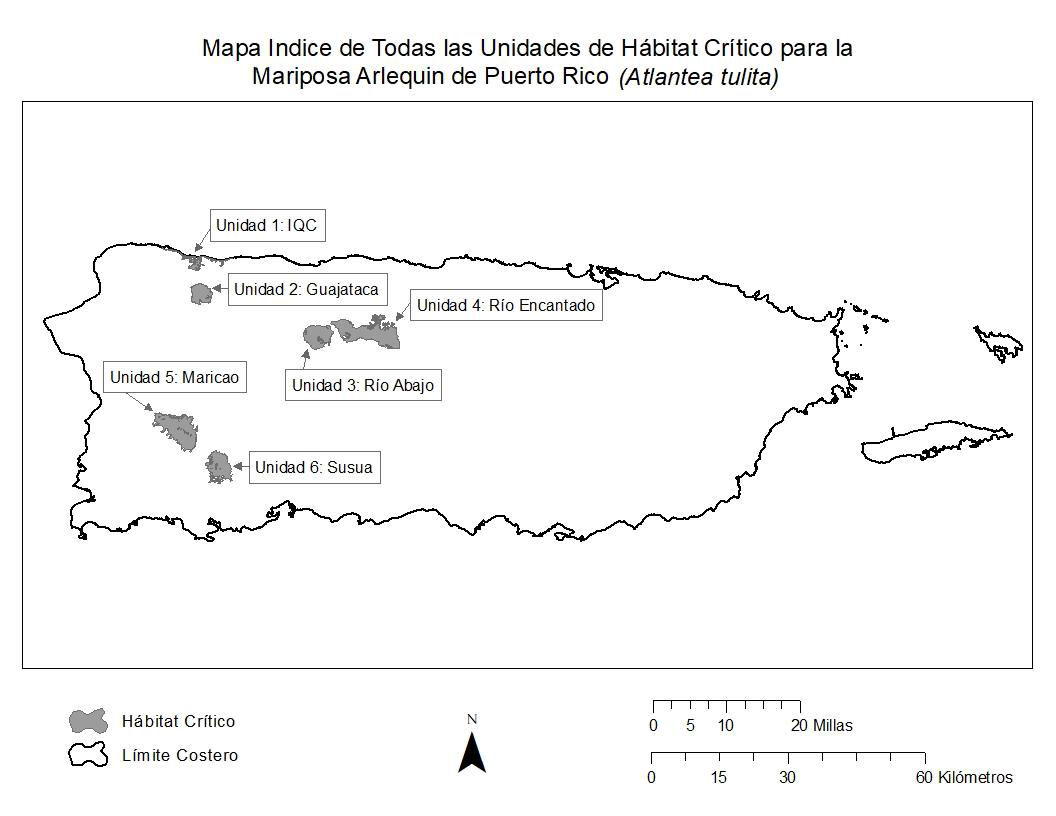 Mapa Indice de Todas las Unidades de Hábitat Crítico para la
Mariposa Arlequin de Puerto Rico (Atlantea tulita)
Unidad 1: IQC
Unidad 2: Guajataca
Unidad 4: Río Encantado
Unidad 5: Maricao
Unidad 3: Río Abajo
Unidad 6: Susua
Hábitat Crítico
Límite Costero
N
0 5 10 20 Millas
0 15 30 60 Kilómetros